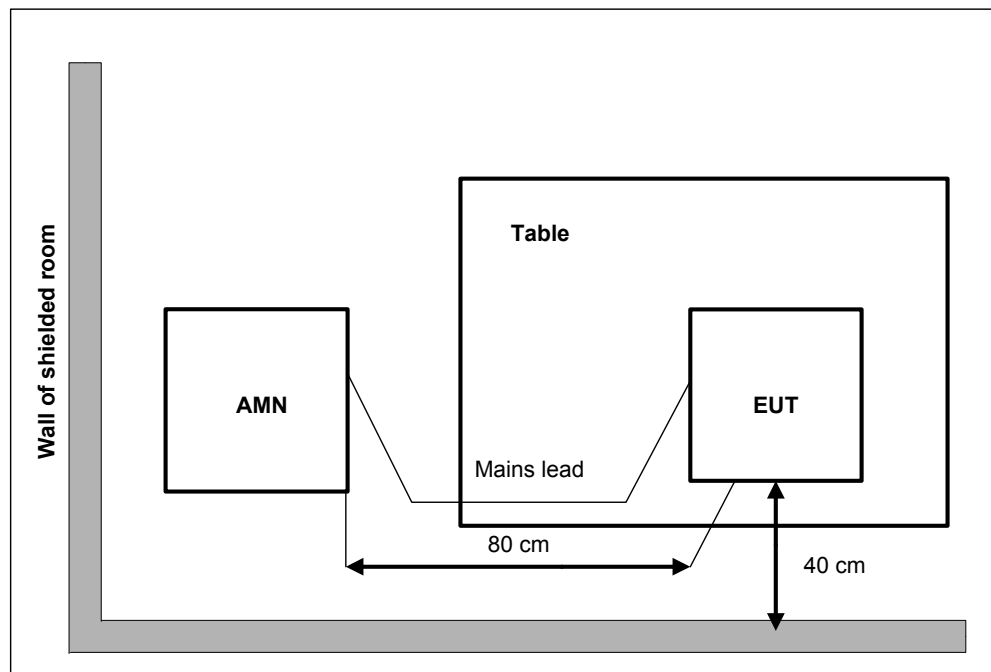 Wall of shielded room
Table
AMN
EUT
Mains lead
80 cm
40 cm